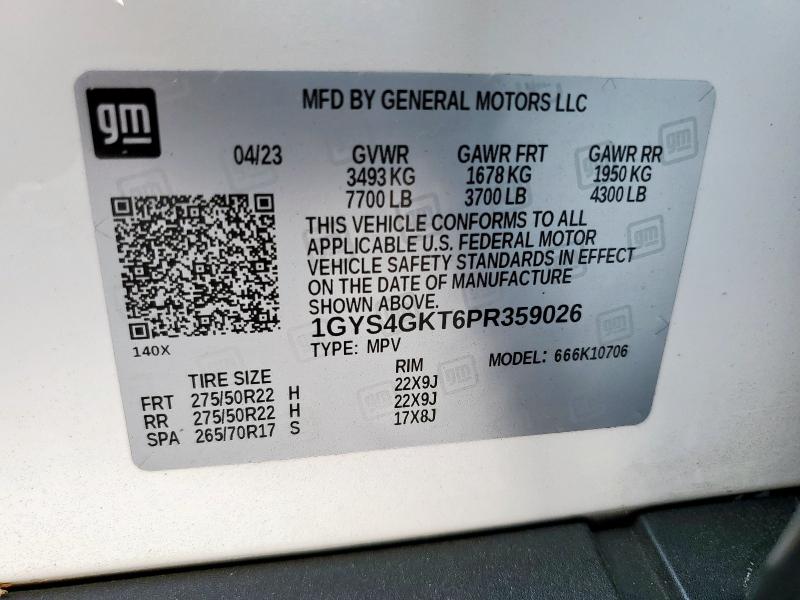 gm
MFD BY GENERAL MOTORS LLC
04/23 GVWR GAWR FRT GAWR RR
3493 KG 1678 KG 1950 KG
7700 LB 3700 LB 4300 LB
THIS VEHICLE CONFORMS TO ALL
APPLICABLE U.S. FEDERAL MOTOR
VEHICLE SAFETY STANDARDS IN EFFECT
ON THE DATE OF MANUFACTURE
SHOWN ABOVE.
1GYS4GKT6PR359026
140X
TYPE: MPV MODEL: 666K10706
TIRE SIZE RIM
FRT 275/50R22 H 22X9J
RR 275/50R22 H 22X9J
SPA 265/70R17 S 17X8J